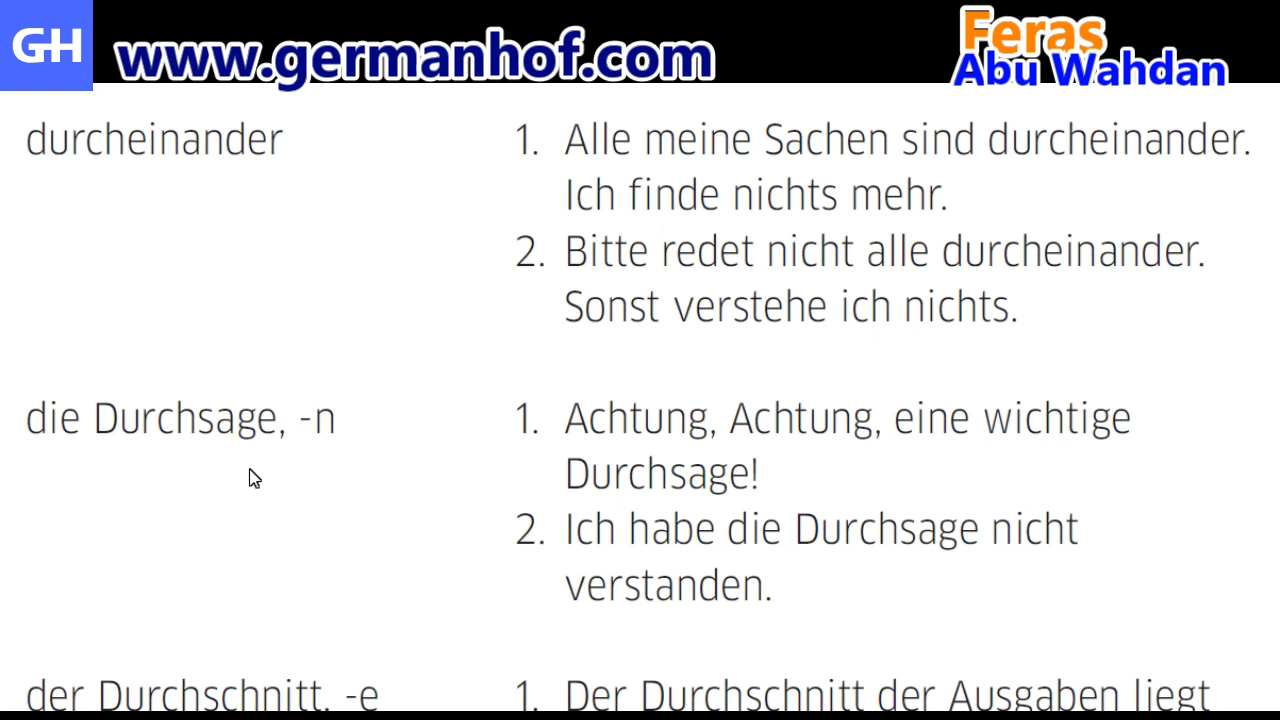 GH
www.germanhof.com
Feras
Abu Wahdan
durcheinander
1. Alle meine Sachen sind durcheinander.
Ich finde nichts mehr.
2. Bitte redet nicht alle durcheinander.
Sonst verstehe ich nichts.
die Durchsage, -n
1. Achtung, Achtung, eine wichtige
Durchsage!
2. Ich habe die Durchsage nicht
verstanden.
der Durchschnitt, -e
1. Der Durchschnitt der Ausgaben liegt